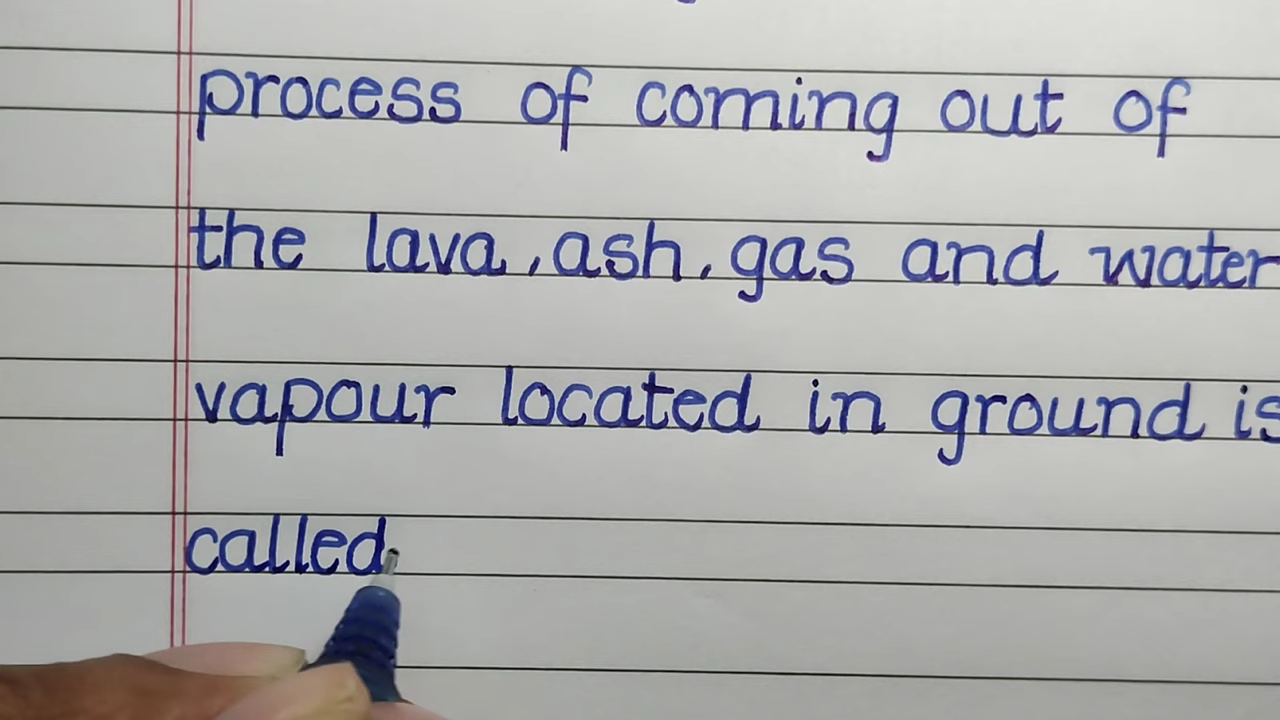 process of coming out of
the lava, ash, gas and water
vapour located in ground is
called